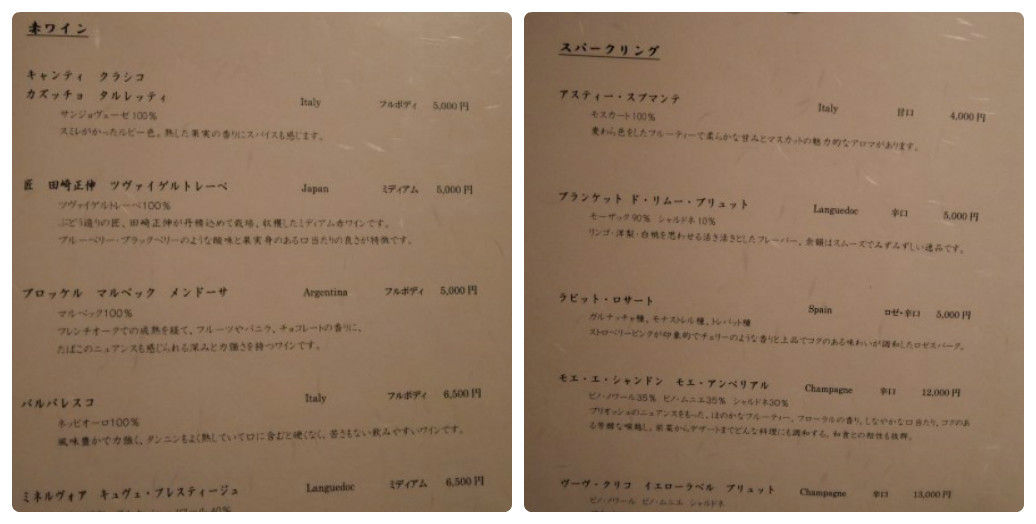 赤ワイン
キャンティ クラシコ
カズッチョ タルレッティ Italy フルボディ 5,000円
サンジョヴェーゼ100%
スミレがかったルビー色。熟した果実の香りにスパイスも感じます。
匠 田崎正伸 ツヴァイゲルトレーベ Japan ミディアム 5,000円
ツヴァイゲルトレーベ100%
ぶどう造りの匠、田崎正伸が丹精込めて栽培、収穫したミディアム赤ワインです。
ブルーベリー・ブラックベリーのような酸味と果実身のある口当たりの良さが特徴です。
ブロッケル マルベック メンドーサ Argentina フルボディ 5,000円
マルベック100%
フレンチオークでの成熟を経て、フルーツやバニラ、チョコレートの香りに、
たばこのニュアンスも感じられる深みと力強さを持つワインです。
バルバレスコ Italy フルボディ 6,500円
ネッビオーロ100%
風味豊かで力強く、タンニンもよく熟していて口に含むと硬くなく、苦さもない飲みやすいワインです。
ミネルヴォア キュヴェ・プレスティージュ Languedoc ミディアム 6,500円
40%
スパークリング
アスティー・スプマンテ Italy 甘口 4,000円
モスカート100%
麦わら色をしたフルーティーで柔らかな甘みとマスカットの魅力的なアロマがあります。
ブランケット ド・リムー・ブリュット Languedoc 辛口 5,000円
モーザック90% シャルドネ10%
リンゴ・洋梨・白桃を思わせる活き活きとしたフレーバー、余韻はスムーズでみずみずしい逸品です。
ラビット・ロザート Spain ロゼ・辛口 5,000円
ガルナッチャ種、モナストレル種、トレパット種
ストロベリーピンクが印象的でチェリーのような香りと上品でコクのある味わいが調和したロゼスパーク。
モエ・エ・シャンドン モエ・アンペリアル Champagne 辛口 12,000円
ピノ・ノワール35% ピノ・ムニエ35% シャルドネ30%
ブリオッシュのニュアンスをもった、ほのかなフルーティー、フローラルの香り。しなやかな口当たり、コクのあ
る芳醇な味趣し。前菜からデザートまでどんな料理にも調和する。和食との相性も抜群。
ヴーヴ・クリコ イエローラベル ブリュット Champagne 辛口 13,000円
ピノ・ノワール ピノ・ムニエ シャルドネ